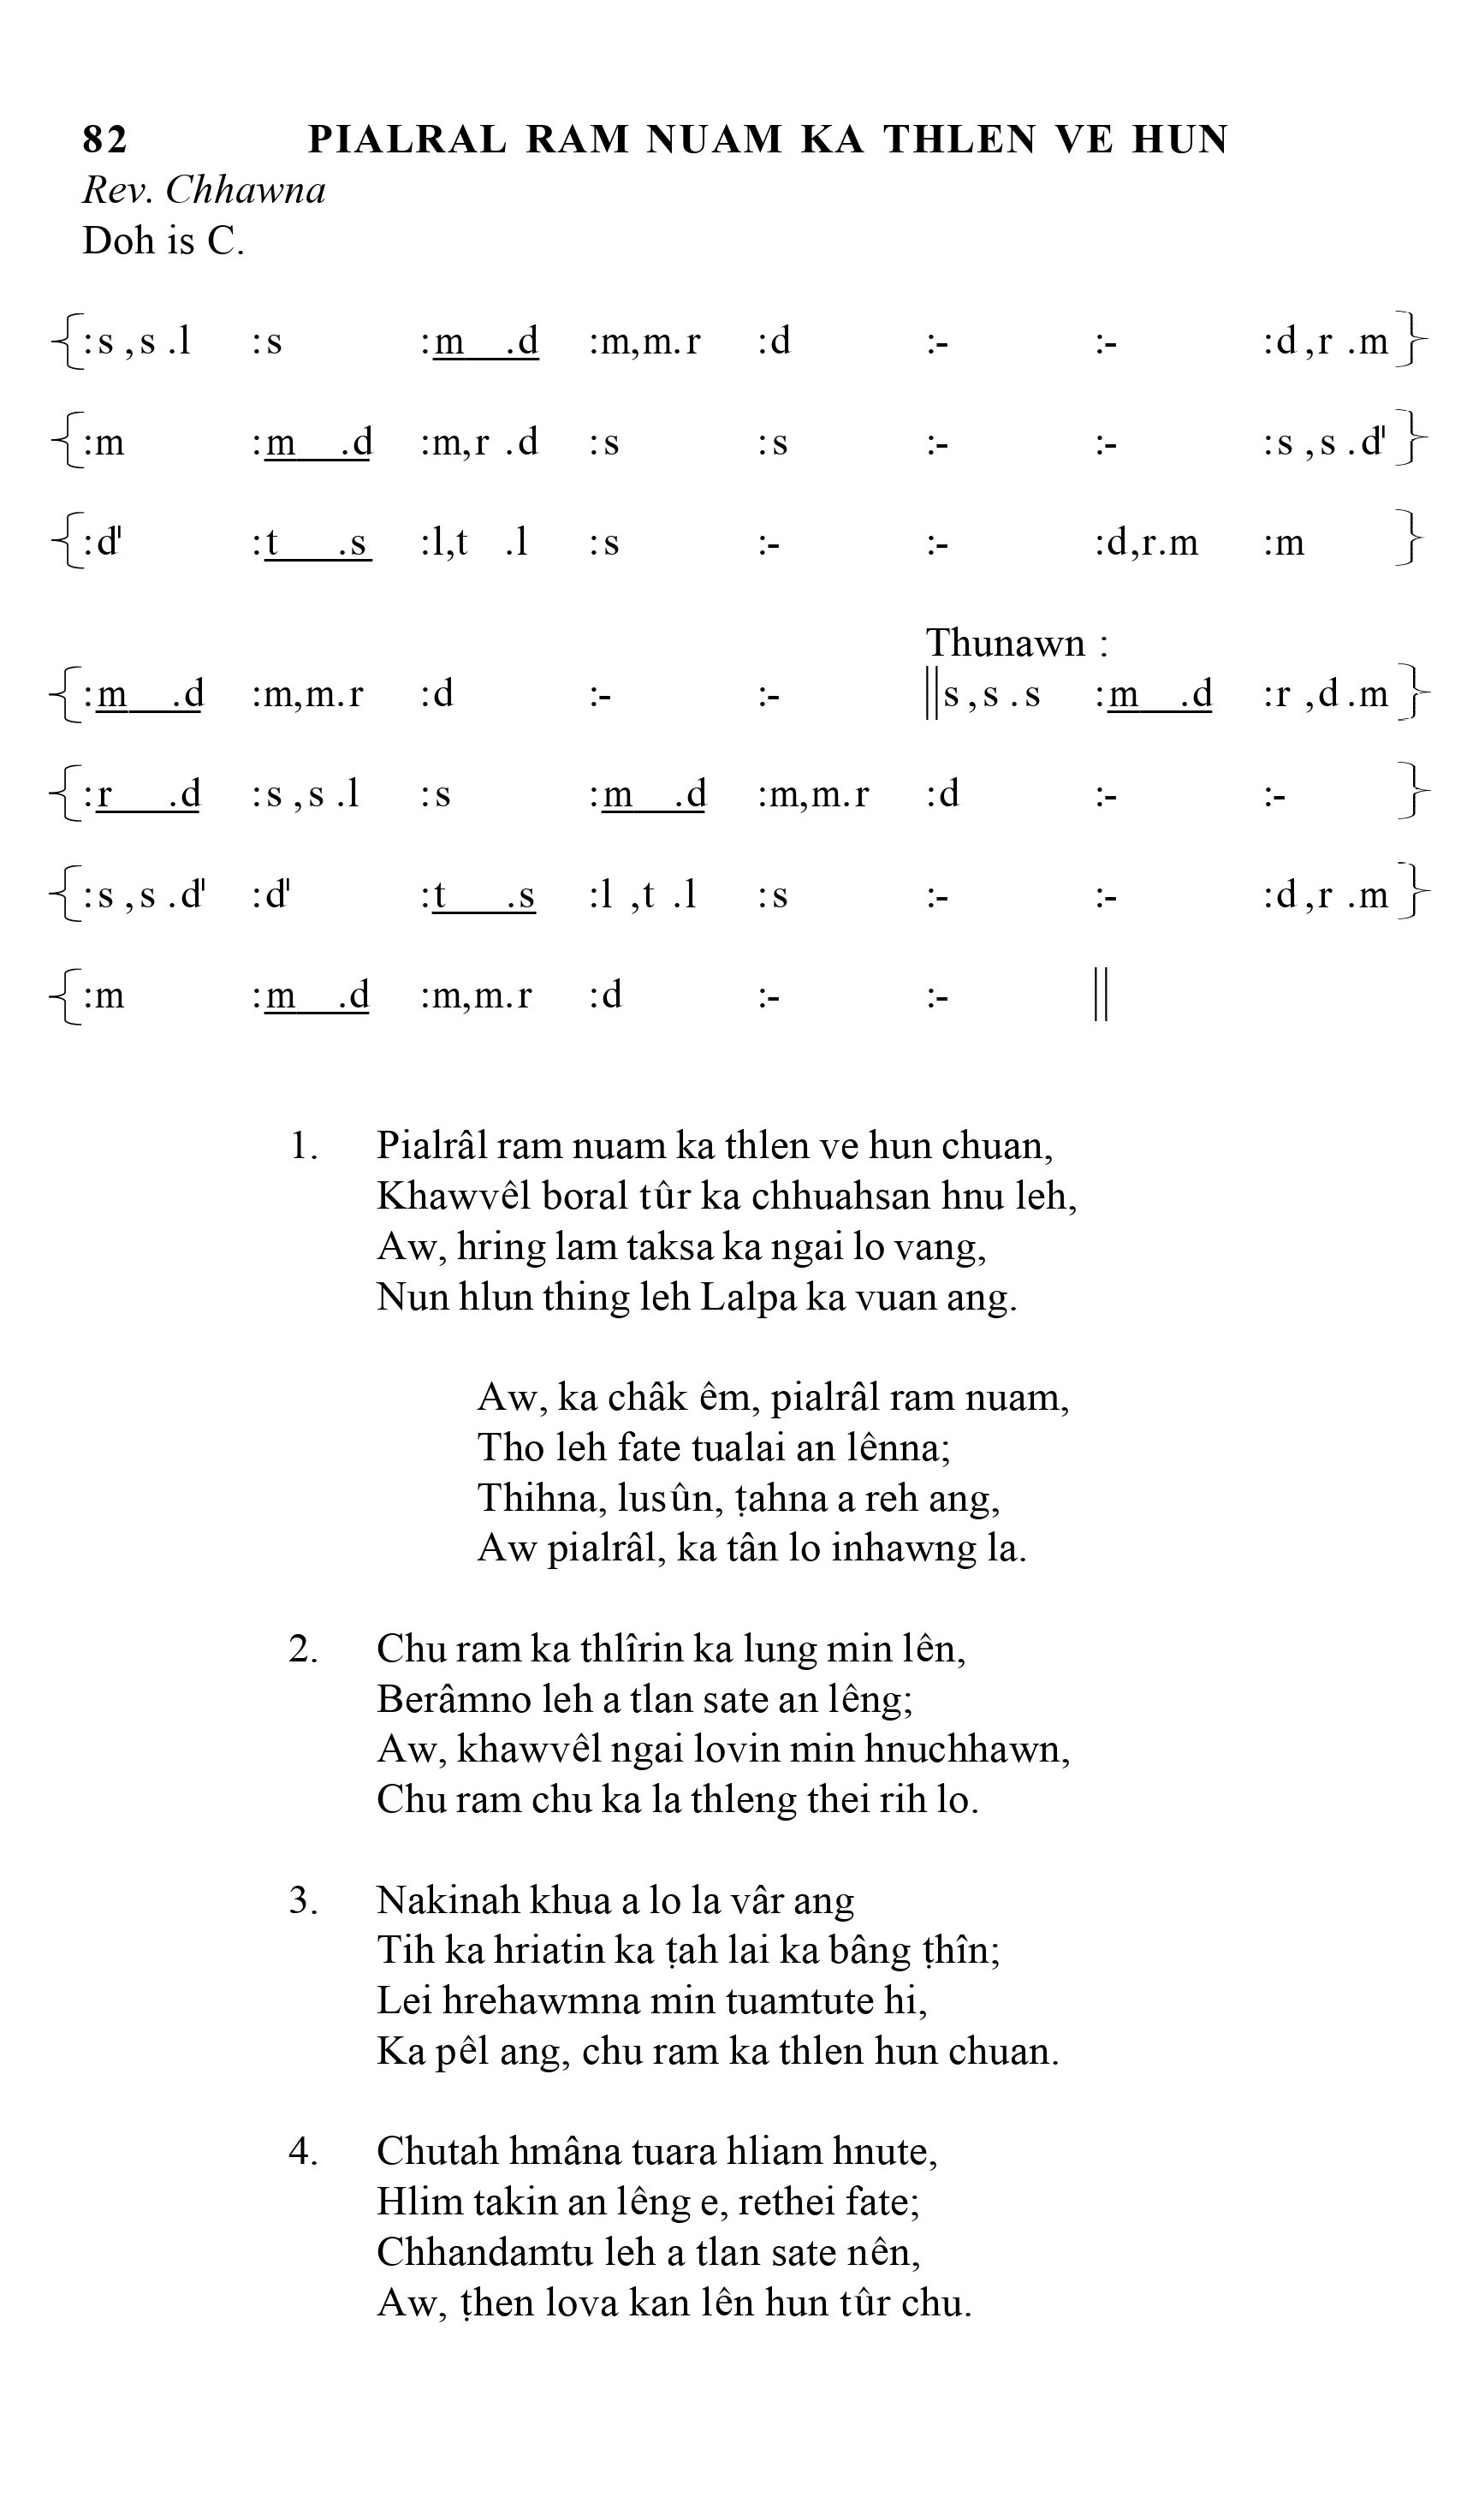 82 PIALRAL RAM NUAM KA THLEN VE HUN
Rev. Chhawna
Doh is C.
{:s ,s .l :s :m .d :m,m.r :d :- :- :d ,r .m}
{:m :m .d :m,r .d :s :s :- :- :s ,s .d'}
{:d' :t .s :l,t .l :s :- :- :d,r.m :m }
Thunawn :
{:m .d :m,m.r :d :- :- ||s ,s .s :m .d :r ,d .m}
{:r .d :s ,s .l :s :m .d :m,m.r :d :- :- }
{:s ,s .d' :d' :t .s :l ,t .l :s :- :- :d ,r .m}
{:m :m .d :m,m.r :d :- :- ||
1. Pialrâl ram nuam ka thlen ve hun chuan,
Khawvêl boral tûr ka chhuahsan hnu leh,
Aw, hring lam taksa ka ngai lo vang,
Nun hlun thing leh Lalpa ka vuan ang.
Aw, ka châk êm, pialrâl ram nuam,
Tho leh fate tualai an lênna;
Thihna, lusûn, ṭahna a reh ang,
Aw pialrâl, ka tân lo inhawng la.
2. Chu ram ka thlîrin ka lung min lên,
Berâmno leh a tlan sate an lêng;
Aw, khawvêl ngai lovin min hnuchhawn,
Chu ram chu ka la thleng thei rih lo.
3. Nakinah khua a lo la vâr ang
Tih ka hriatin ka ṭah lai ka bâng ṭhîn;
Lei hrehawmna min tuamtute hi,
Ka pêl ang, chu ram ka thlen hun chuan.
4. Chutah hmâna tuara hliam hnute,
Hlim takin an lêng e, rethei fate;
Chhandamtu leh a tlan sate nên,
Aw, ṭhen lova kan lên hun tûr chu.